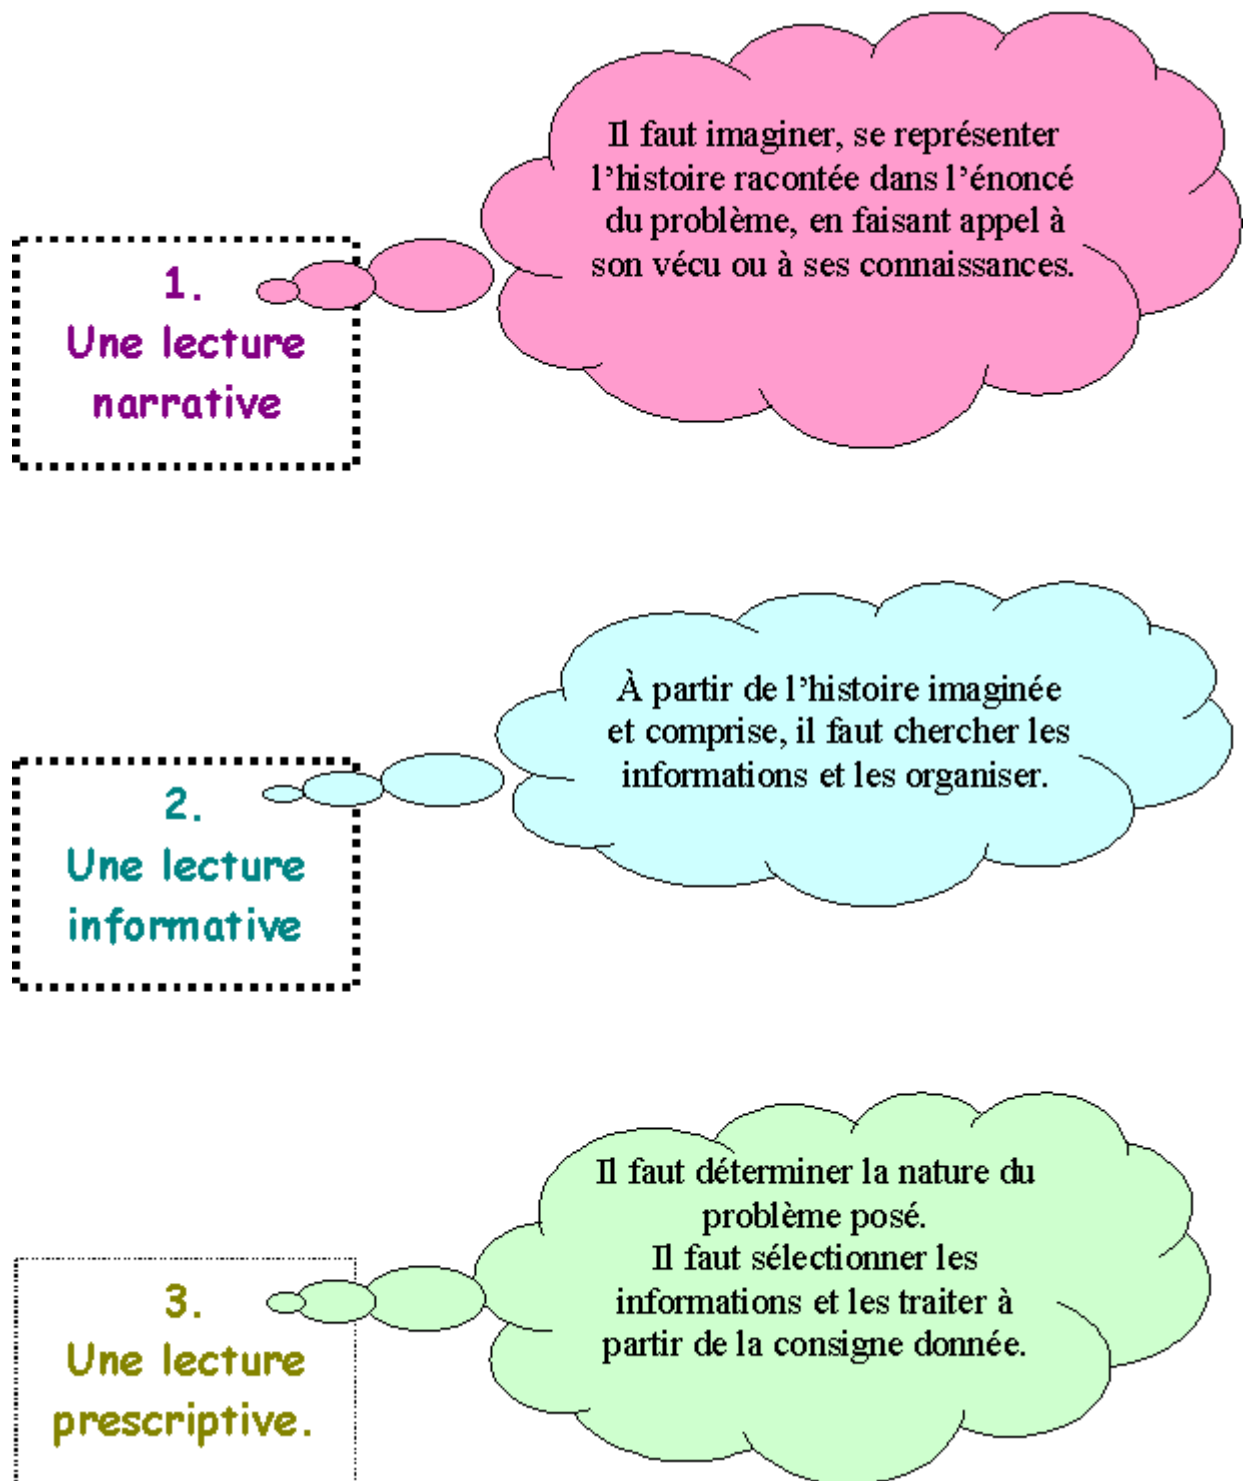 1.
Une lecture
narrative
Il faut imaginer, se représenter
l’histoire racontée dans l’énoncé
du problème, en faisant appel à
son vécu ou à ses connaissances.
2.
Une lecture
informative
À partir de l’histoire imaginée
et comprise, il faut chercher les
informations et les organiser.
3.
Une lecture
prescriptive.
Il faut déterminer la nature du
problème posé.
Il faut sélectionner les
informations et les traiter à
partir de la consigne donnée.